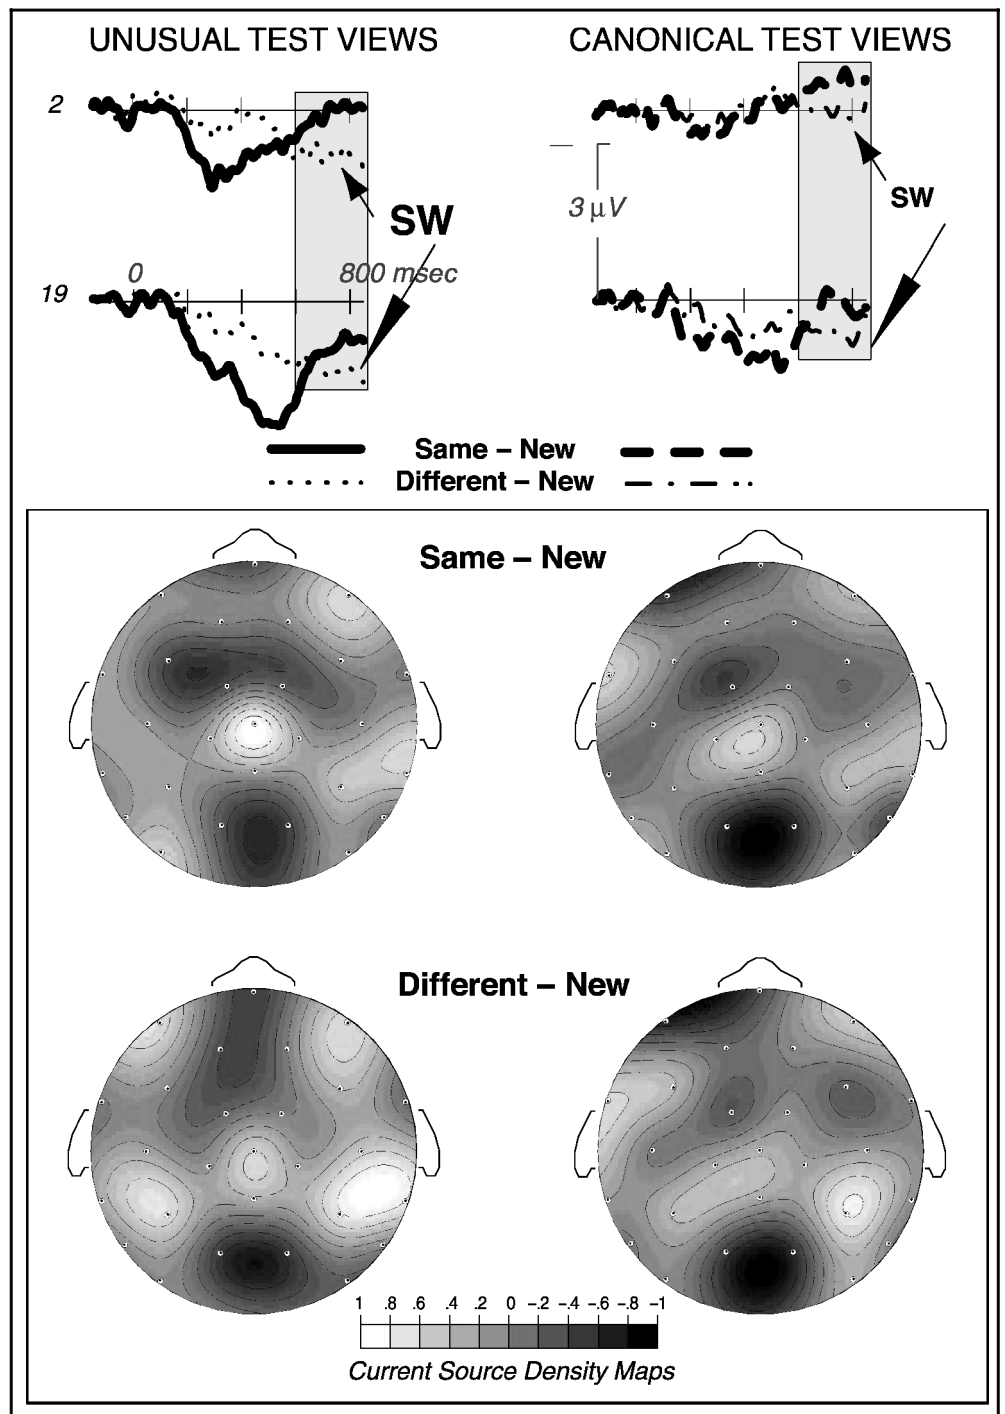 UNUSUAL TEST VIEWS
CANONICAL TEST VIEWS
2
3 µV
SW
SW
0
800 msec
19
Same – New
Different – New
Same – New
Different – New
1 .8 .6 .4 .2 0 -.2 -.4 -.6 -.8 -1
Current Source Density Maps